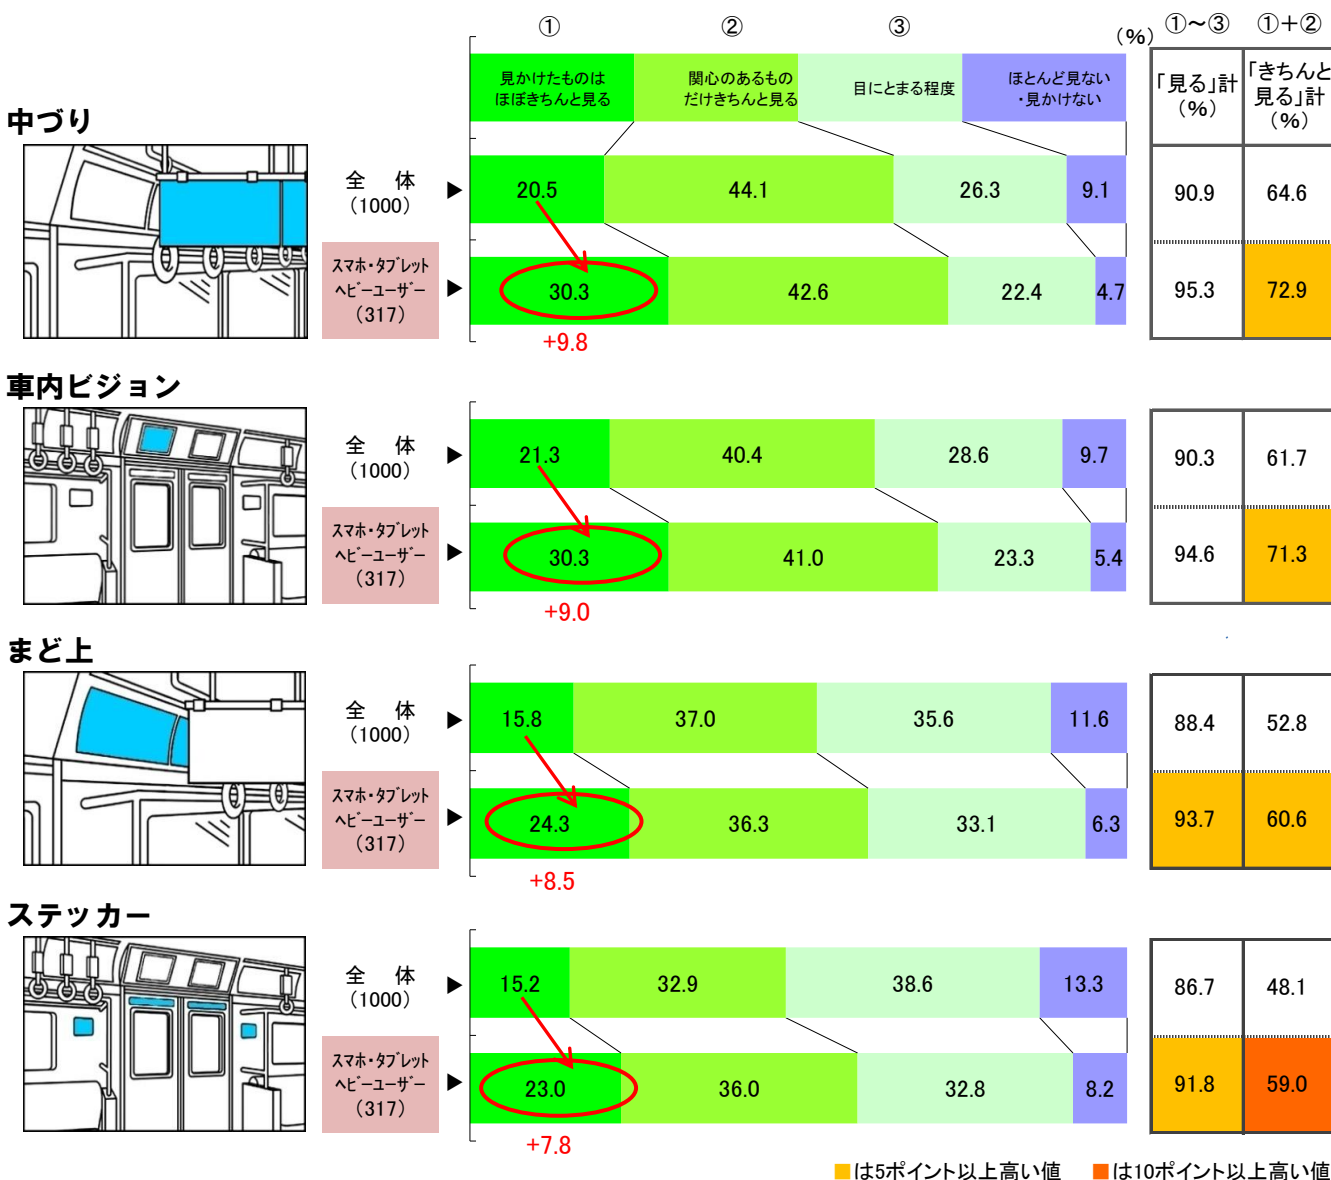 ① ② ③ (%) ①～③ ①＋②
見かけたものは
ほぼきちんと見る
関心のあるもの
だけきちんと見る
目にとまる程度
ほとんど見ない
・見かけない
「見る」計
(%)
「きちんと
見る」計
(%)
中づり
全 体
(1000)
20.5 44.1 26.3 9.1 90.9 64.6
スマホ・タブレット
ヘビーユーザー
(317)
30.3 42.6 22.4 4.7 95.3 72.9
+9.8
車内ビジョン
全 体
(1000)
21.3 40.4 28.6 9.7 90.3 61.7
スマホ・タブレット
ヘビーユーザー
(317)
30.3 41.0 23.3 5.4 94.6 71.3
+9.0
まど上
全 体
(1000)
15.8 37.0 35.6 11.6 88.4 52.8
スマホ・タブレット
ヘビーユーザー
(317)
24.3 36.3 33.1 6.3 93.7 60.6
+8.5
ステッカー
全 体
(1000)
15.2 32.9 38.6 13.3 86.7 48.1
スマホ・タブレット
ヘビーユーザー
(317)
23.0 36.0 32.8 8.2 91.8 59.0
+7.8
■は5ポイント以上高い値 ■は10ポイント以上高い値